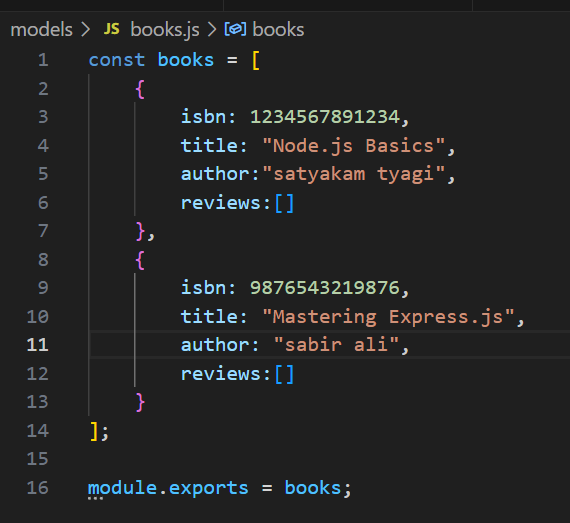 models > JS books.js > books
1 const books = [
2 {
3 isbn: 1234567891234,
4 title: "Node.js Basics",
5 author:"satyakam tyagi",
6 reviews:[]
7 },
8 {
9 isbn: 9876543219876,
10 title: "Mastering Express.js",
11 author: "sabir ali",
12 reviews:[]
13 }
14 ];
15
16 module.exports = books;